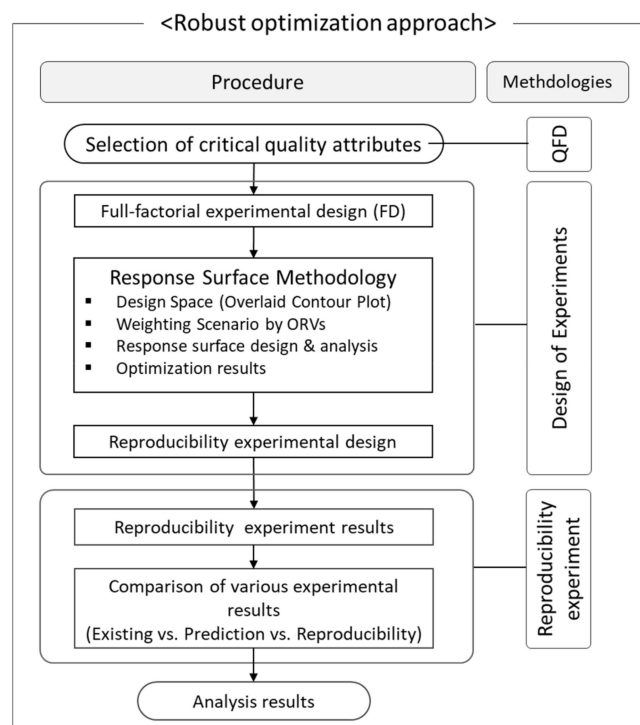 <Robust optimization approach>
Procedure
Methdologies
Selection of critical quality attributes
QFD
Full-factorial experimental design (FD)
Response Surface Methodology
▪ Design Space (Overlaid Contour Plot)
▪ Weighting Scenario by ORVs
▪ Response surface design & analysis
▪ Optimization results
Reproducibility experimental design
Design of Experiments
Reproducibility experiment results
Comparison of various experimental
results
(Existing vs. Prediction vs. Reproducibility)
Reproducibility
experiment
Analysis results